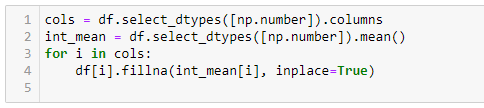 1 cols = df.select_dtypes([np.number]).columns
2 int_mean = df.select_dtypes([np.number]).mean()
3 for i in cols:
4     df[i].fillna(int_mean[i], inplace=True)
5